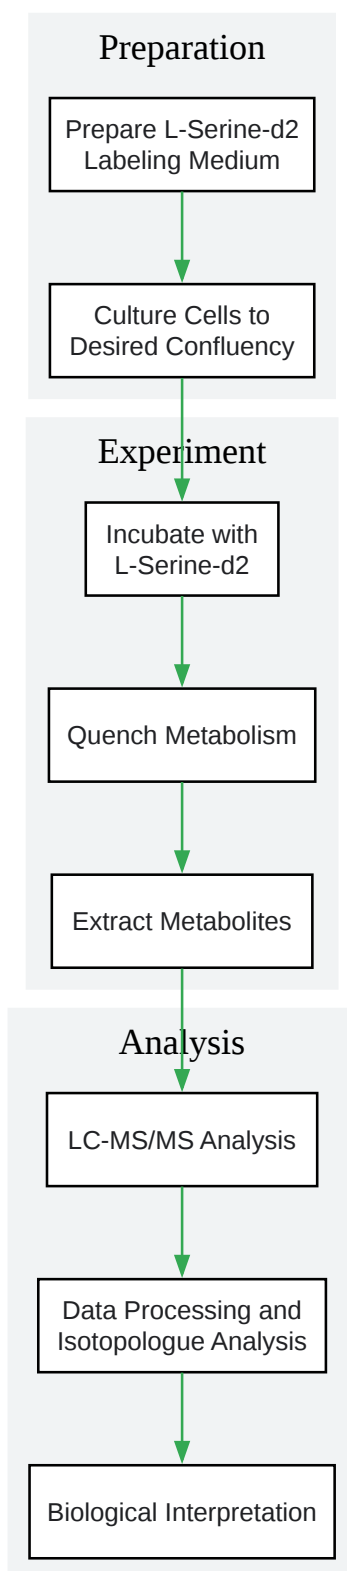 Preparation
Prepare L-Serine-d2
Labeling Medium
Culture Cells to
Desired Confluency
Experiment
Incubate with
L-Serine-d2
Quench Metabolism
Extract Metabolites
Analysis
LC-MS/MS Analysis
Data Processing and
Isotopologue Analysis
Biological Interpretation